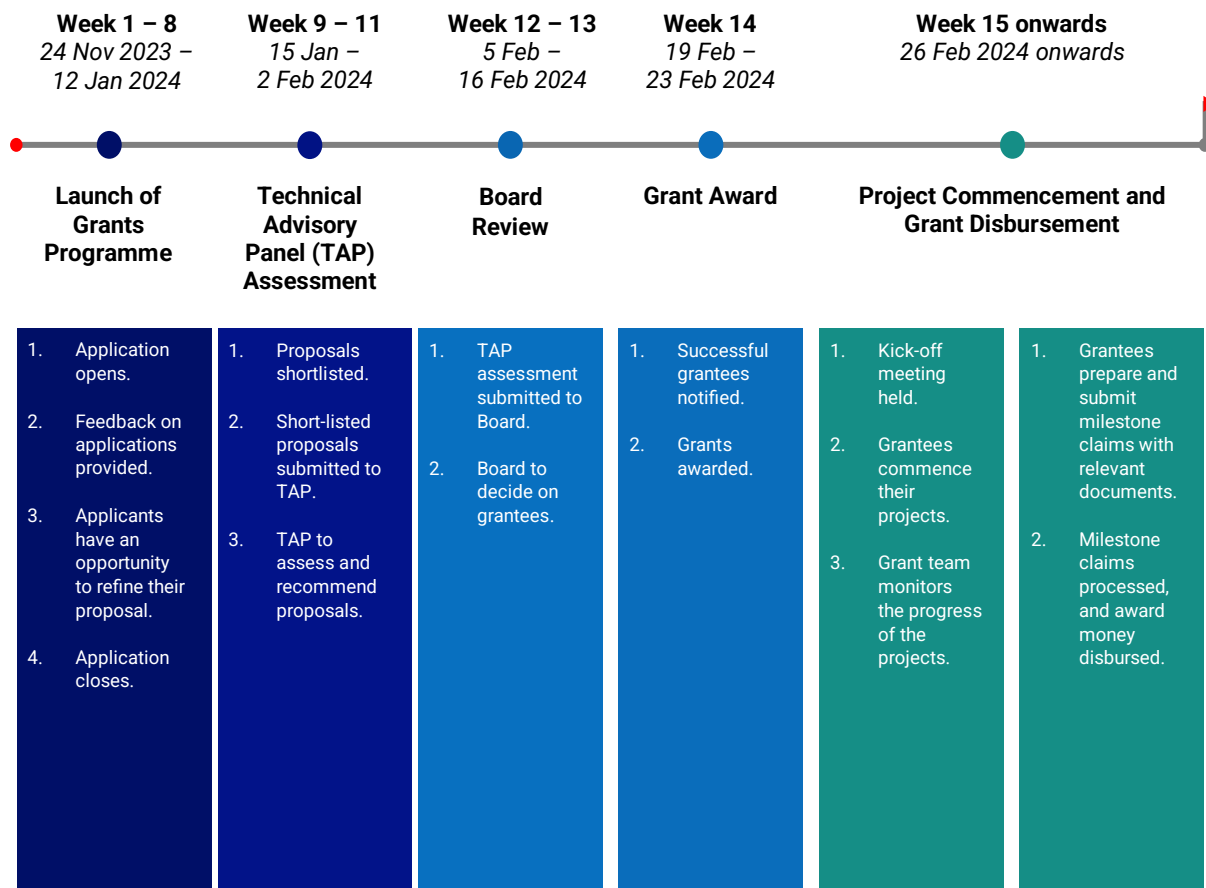 Week 1 – 8
24 Nov 2023 –
12 Jan 2024
Week 9 – 11
15 Jan –
2 Feb 2024
Week 12 – 13
5 Feb –
16 Feb 2024
Week 14
19 Feb –
23 Feb 2024
Week 15 onwards
26 Feb 2024 onwards
Launch of
Grants
Programme
Technical
Advisory
Panel (TAP)
Assessment
Board
Review
Grant Award
Project Commencement and
Grant Disbursement
1. Application
opens.
2. Feedback on
applications
provided.
3. Applicants
have an
opportunity
to refine their
proposal.
4. Application
closes.
1. Proposals
shortlisted.
2. Short-listed
proposals
submitted to
TAP.
3. TAP to
assess and
recommend
proposals.
1. TAP
assessment
submitted to
Board.
2. Board to
decide on
grantees.
1. Successful
grantees
notified.
2. Grants
awarded.
1. Kick-off
meeting
held.
2. Grantees
commence
their
projects.
3. Grant team
monitors
the progress
of the
projects.
1. Grantees
prepare and
submit
milestone
claims with
relevant
documents.
2. Milestone
claims
processed,
and award
money
disbursed.